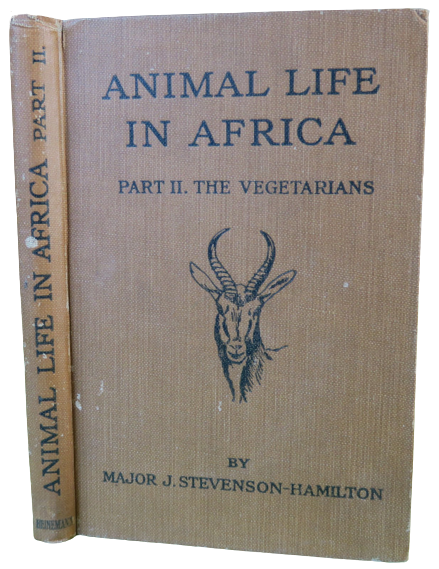 ANIMAL LIFE IN AFRICA PART II.
HEINEMANN
ANIMAL LIFE
IN AFRICA
PART II. THE VEGETARIANS
BY
MAJOR J. STEVENSON-HAMILTON